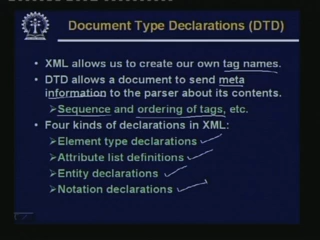 Document Type Declarations (DTD)
• XML allows us to create our own tag names.
• DTD allows a document to send meta
information to the parser about its contents.
➢Sequence and ordering of tags, etc.
• Four kinds of declarations in XML:
➢Element type declarations
➢Attribute list definitions
➢Entity declarations
➢Notation declarations